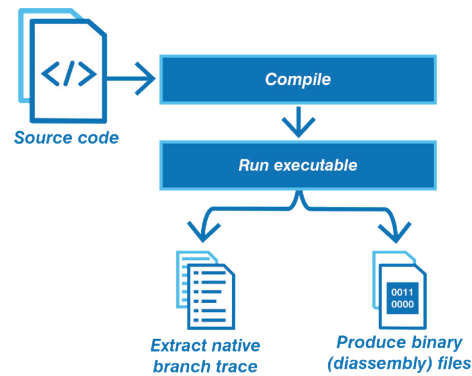 </>
Source code
Compile
Run executable
Extract native
branch trace
0011
0000
Produce binary
(diassembly) files